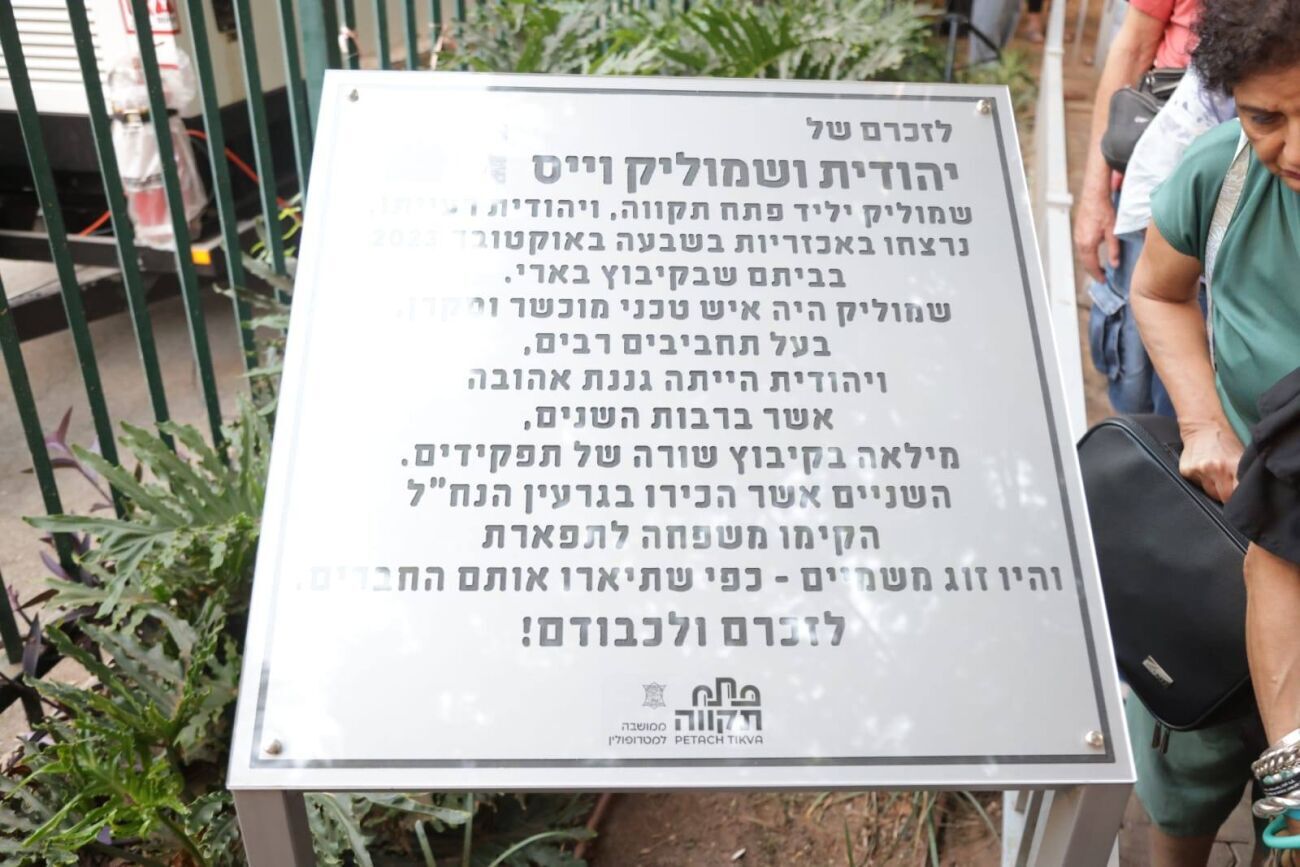 לזכרם של
יהודית ושמוליק וייס
שמוליק יליד פתח תקווה, ויהודית רעייתו,
נרצחו באכזריות בשבעה באוקטובר 2023
בביתם שבקיבוץ בארי.
שמוליק היה איש טכני מוכשר ומקרין,
בעל תחביבים רבים,
ויהודית הייתה גננת אהובה
אשר ברבות השנים,
מילאה בקיבוץ שורה של תפקידים.
השניים אשר הכירו בגרעין הנח"ל
הקימו משפחה לתפארת
והיו זוג משמיים - כפי שתיארו אותם החברים.
לזכרם ולכבודם!
פתח
תקווה
PETACH TIKVA
ממושבה
למטרופולין